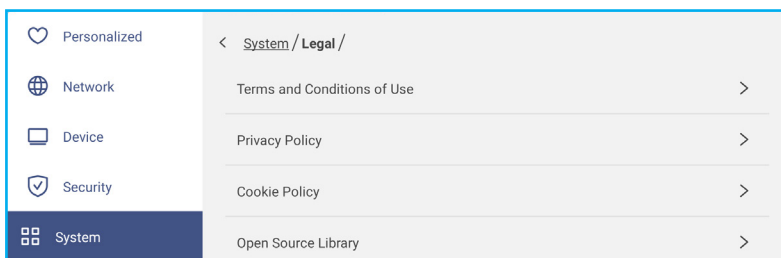 Personalized
Network
Device
Security
System
System / Legal /
Terms and Conditions of Use
Privacy Policy
Cookie Policy
Open Source Library